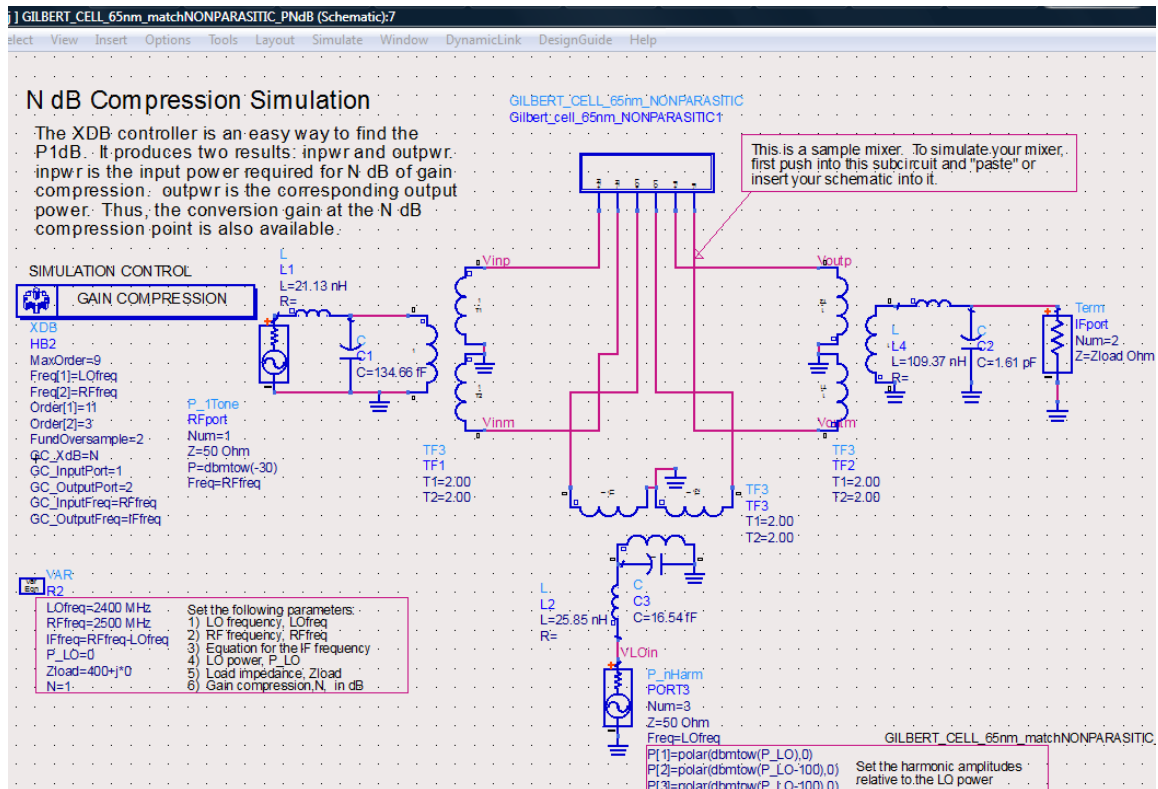 j ] GILBERT_CELL_65nm_matchNONPARASITIC_PNdB (Schematic):7
elect View Insert Options Tools Layout Simulate Window DynamicLink DesignGuide Help
N dB Compression Simulation
The XDB controller is an easy way to find the
P1dB. It produces two results: inpwr and outpwr.
inpwr is the input power required for N dB of gain
compression. outpwr is the corresponding output
power. Thus, the conversion gain at the N dB
compression point is also available.
GILBERT_CELL_65nm_NONPARASITIC
Gilbert_cell_65nm_NONPARASITIC1
This is a sample mixer. To simulate your mixer,
first push into this subcircuit and "paste" or
insert your schematic into it.
SIMULATION CONTROL
GAIN COMPRESSION
XDB
HB2
MaxOrder=9
Freq[1]=LOfreq
Freq[2]=RFfreq
Order[1]=11
Order[2]=3
FundOversample=2
GC_XdB=N
GC_InputPort=1
GC_OutputPort=2
GC_InputFreq=RFfreq
GC_OutputFreq=IFfreq
L
L1
L=21.13 nH
R=
C
C1
C=134.66 fF
P_1Tone
RFport
Num=1
Z=50 Ohm
P=dbmtow(-30)
Freq=RFfreq
Vinp
Vinm
TF3
TF1
T1=2.00
T2=2.00
Voutp
Voutm
TF3
TF2
T1=2.00
T2=2.00
L
L4
L=109.37 nH
R=
C
C2
C=1.61 pF
Term
IFport
Num=2
Z=Zload Ohm
TF3
TF3
T1=2.00
T2=2.00
L
L2
L=25.85 nH
R=
C
C3
C=16.54 fF
VLOin
P_nHarm
PORT3
Num=3
Z=50 Ohm
Freq=LOfreq
P[1]=polar(dbmtow(P_LO),0)
P[2]=polar(dbmtow(P_LO-100),0)
P[3]=polar(dbmtow(P_LO-100),0)
Set the harmonic amplitudes
relative to the LO power
GILBERT_CELL_65nm_matchNONPARASITIC_
Var
Eqn
VAR
R2
LOfreq=2400 MHz
RFfreq=2500 MHz
IFfreq=RFfreq-LOfreq
P_LO=0
Zload=400+j*0
N=1
Set the following parameters:
1) LO frequency, LOfreq
2) RF frequency, RFfreq
3) Equation for the IF frequency
4) LO power, P_LO
5) Load impedance, Zload
6) Gain compression,N, in dB